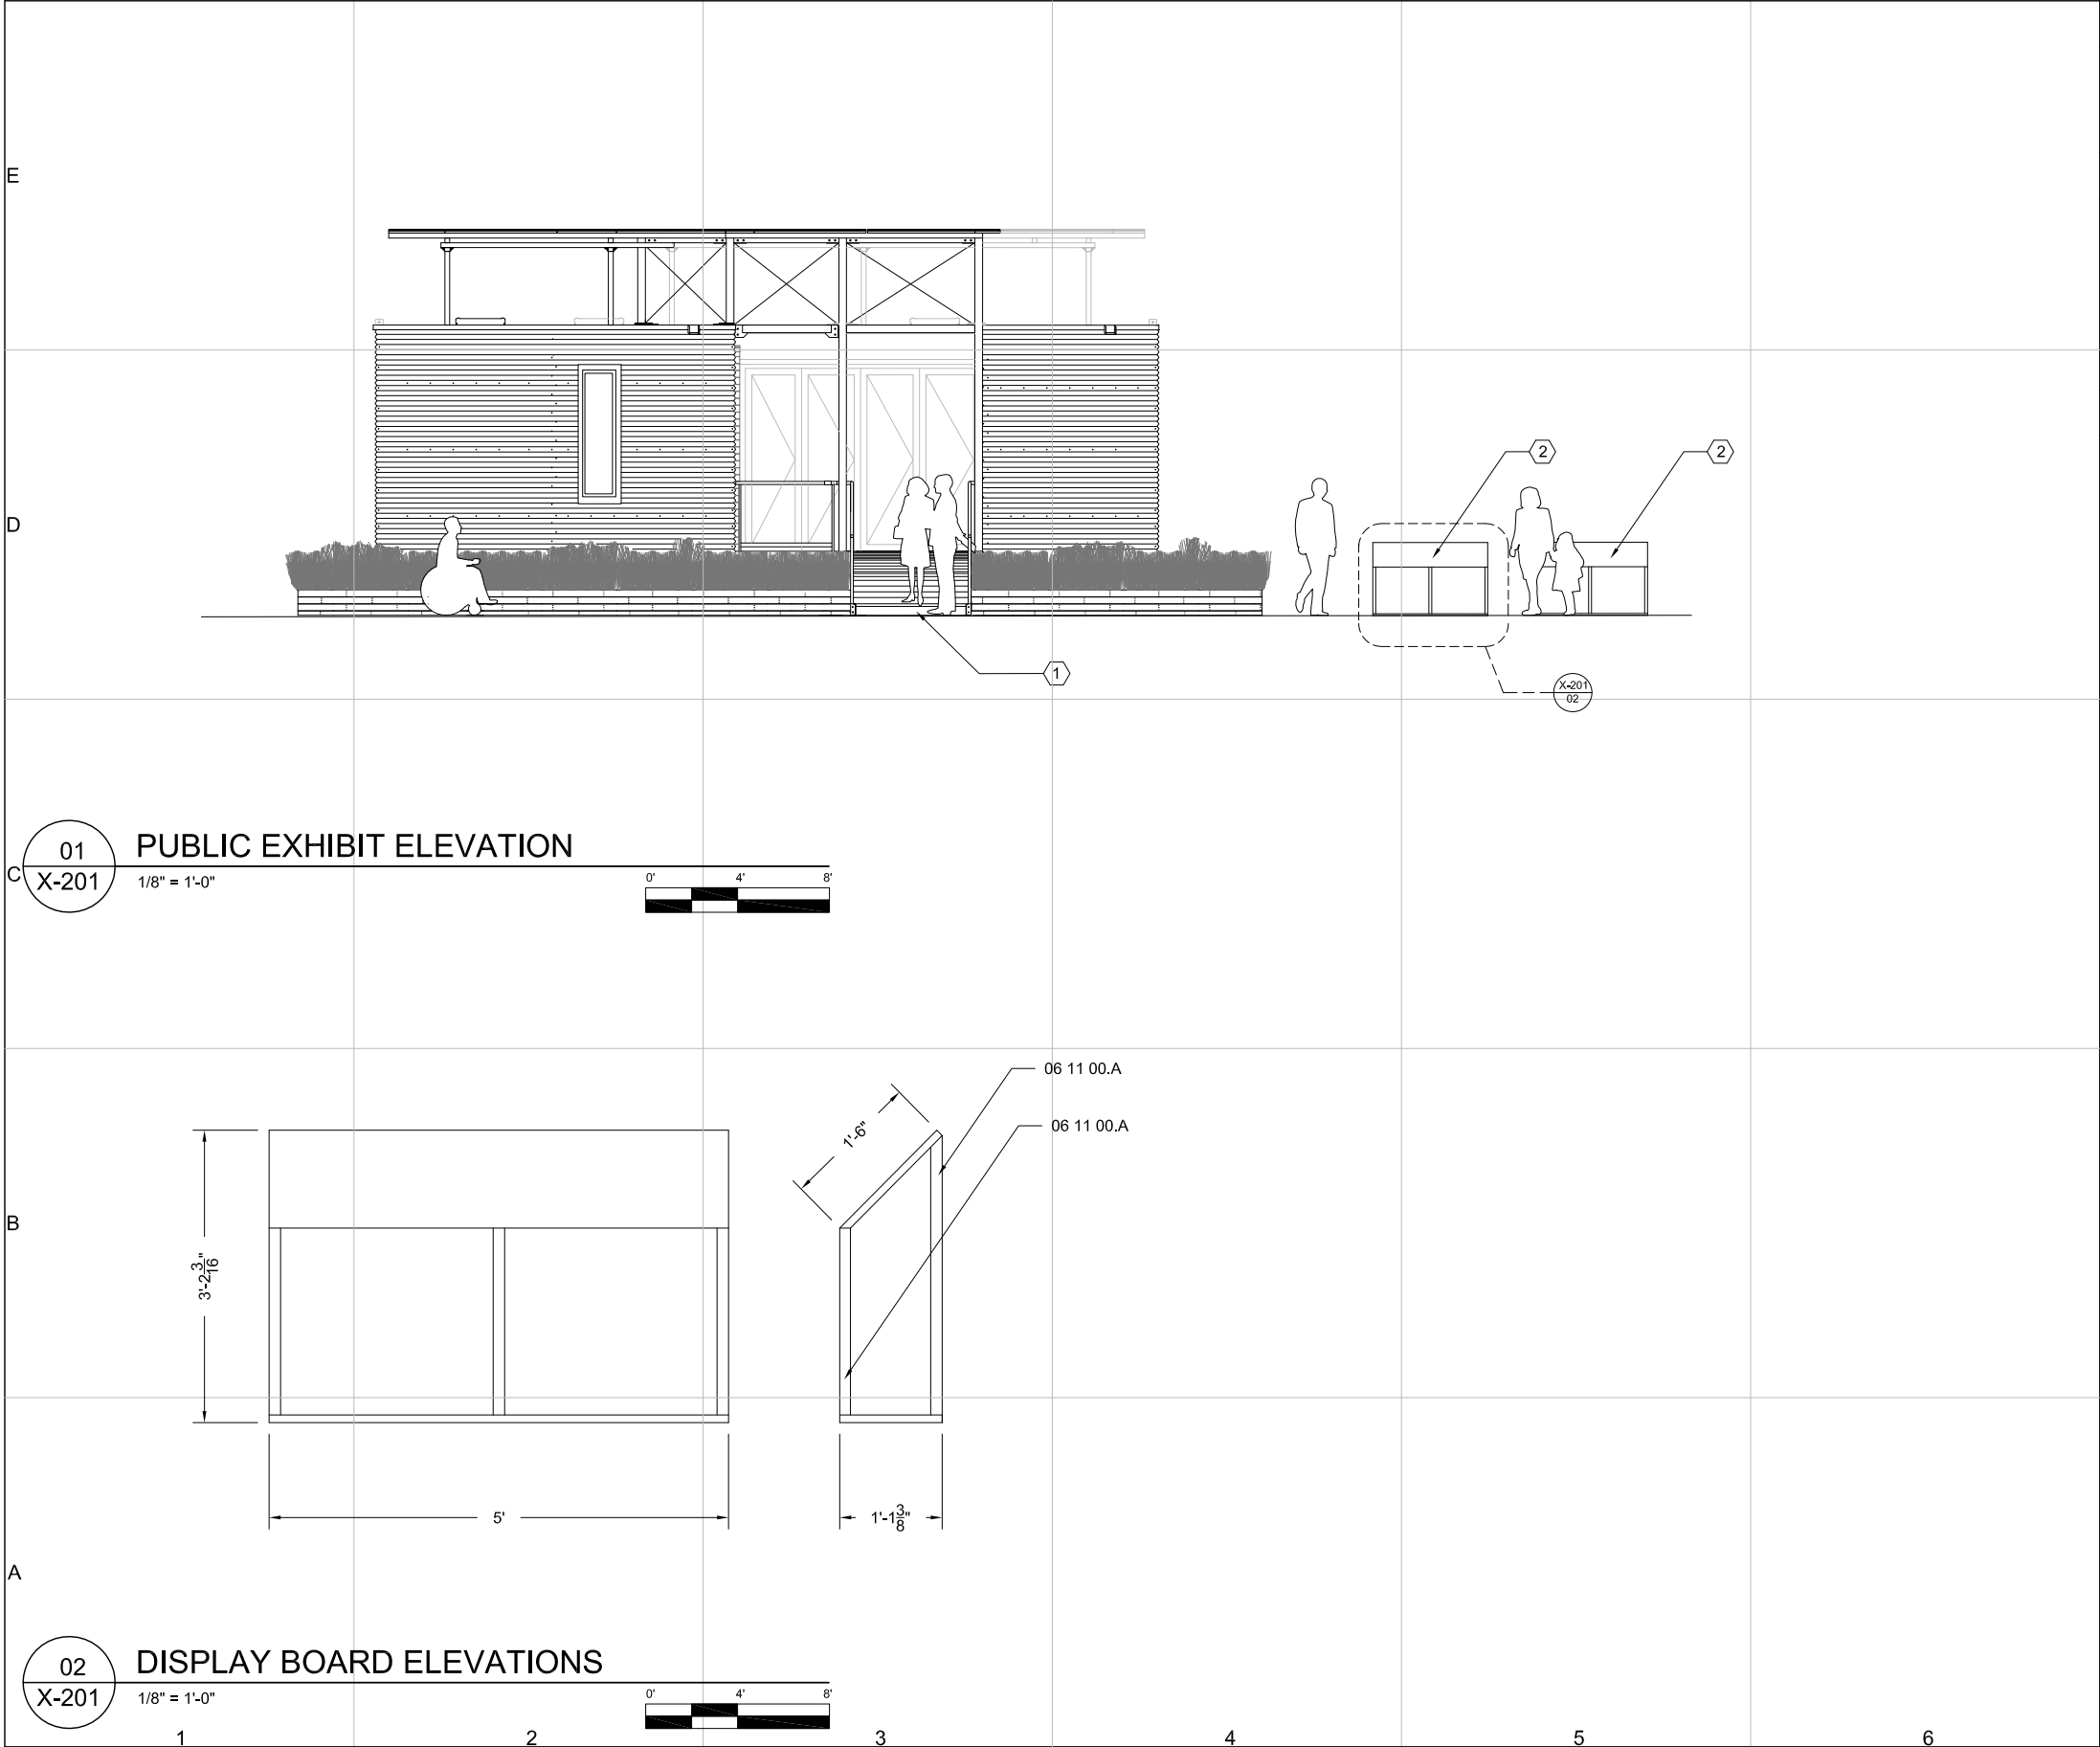 E
D
2
2
1
X-201
02
01
X-201
PUBLIC EXHIBIT ELEVATION
1/8" = 1'-0"
0' 4' 8'
C
06 11 00.A
06 11 00.A
1'-6"
B
3'-2 3/16"
5'
1'-1 3/8"
A
02
X-201
DISPLAY BOARD ELEVATIONS
1/8" = 1'-0"
0' 4' 8'
1 2 3 4 5 6